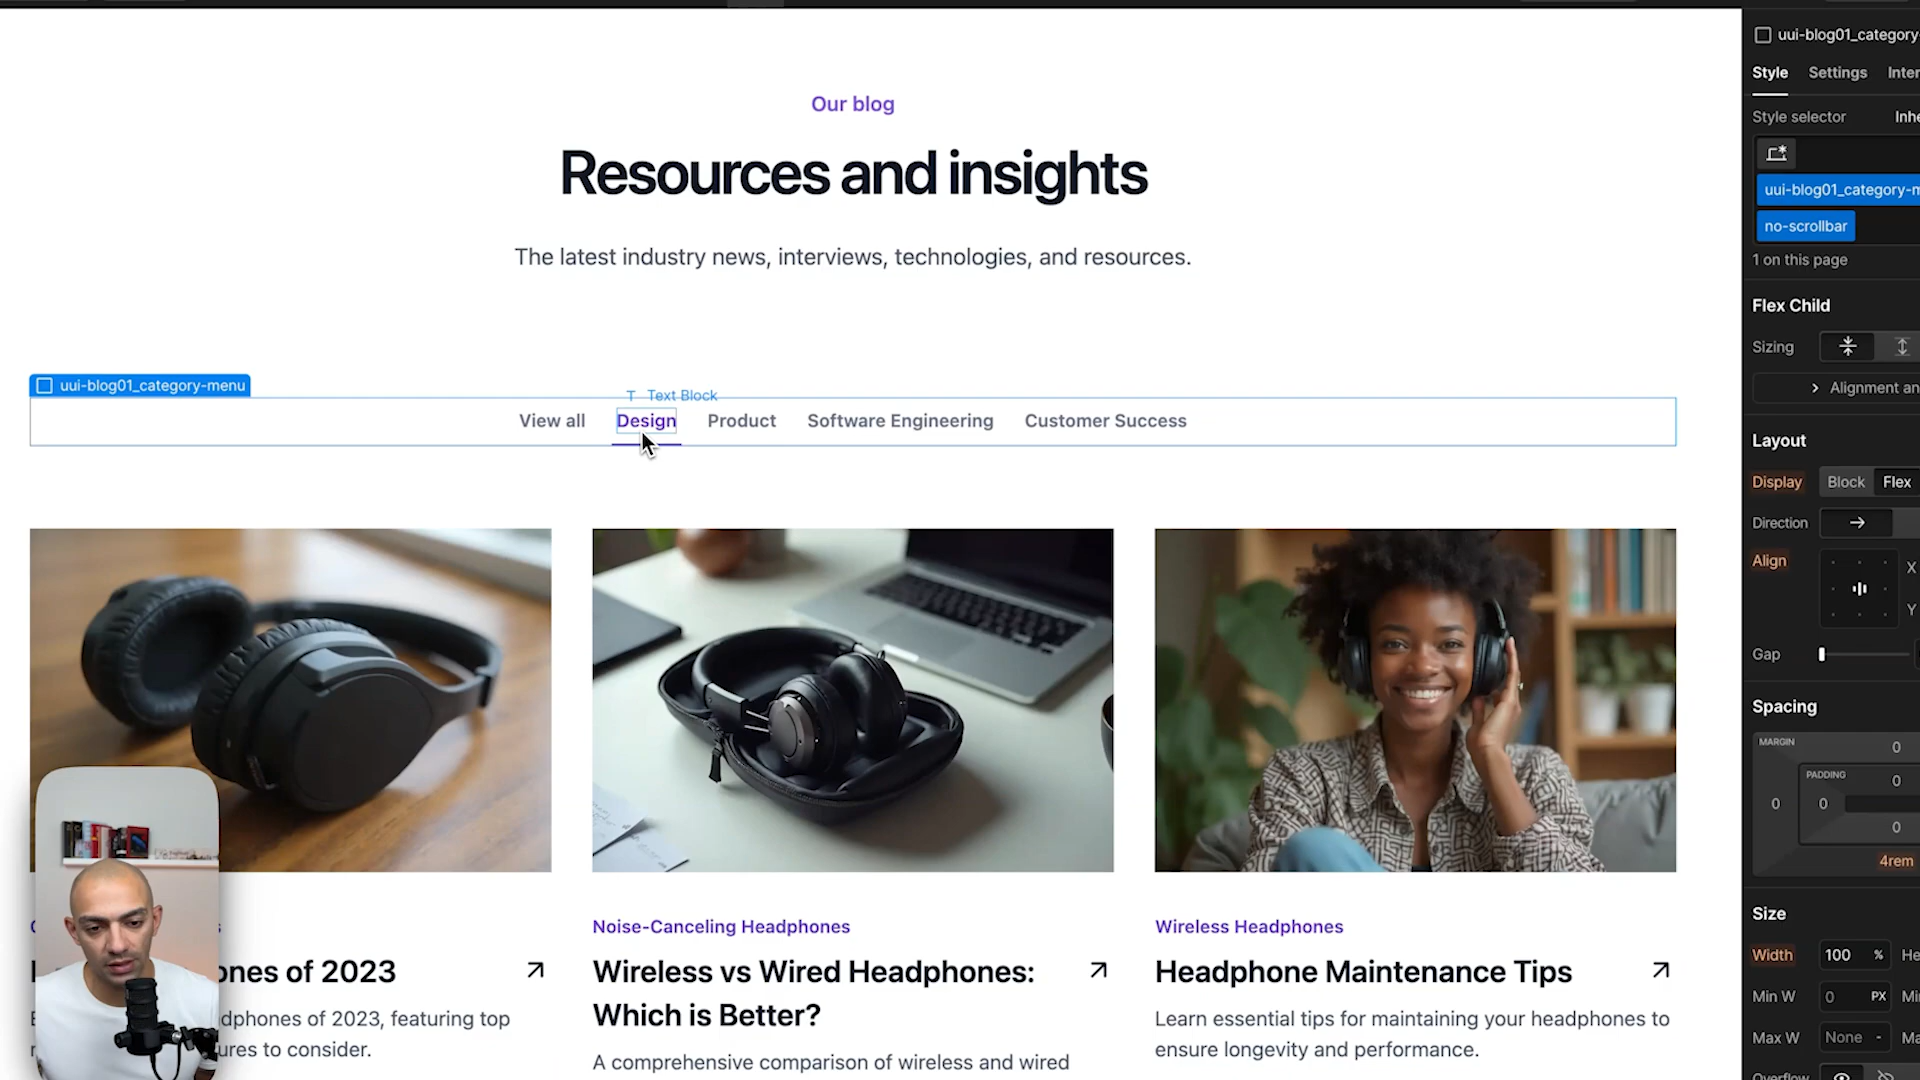 Our blog
Resources and insights
The latest industry news, interviews, technologies, and resources.
uui-blog01_category-menu
T Text Block
View all Design Product Software Engineering Customer Success
Noise-Canceling Headphones
Wireless Headphones
ones of 2023
Wireless vs Wired Headphones:
Which is Better?
Headphone Maintenance Tips
dphones of 2023, featuring top
ures to consider.
A comprehensive comparison of wireless and wired
Learn essential tips for maintaining your headphones to
ensure longevity and performance.
uui-blog01_category-
Style Settings Inter
Style selector Inhe
uui-blog01_category-m
no-scrollbar
1 on this page
Flex Child
Sizing
Alignment an
Layout
Display Block Flex
Direction
Align X
Y
Gap
Spacing
MARGIN 0
PADDING 0
0 0
0
4rem
Size
Width 100 % He
Min W 0 PX Mi
Max W None - Ma
Overflow